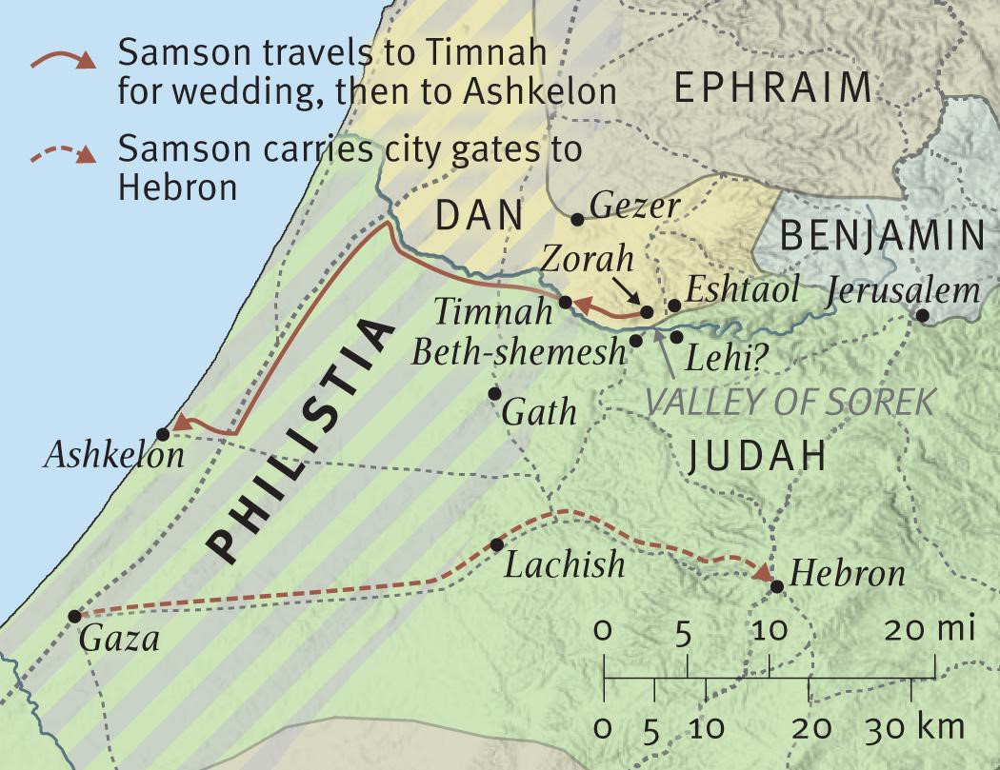 Samson travels to Timnah
for wedding, then to Ashkelon
Samson carries city gates to
Hebron
EPHRAIM
DAN
Gezer
BENJAMIN
Zorah
Eshtaol
Jerusalem
Timnah
Beth-shemesh
Lehi?
VALLEY OF SOREK
Gath
JUDAH
Ashkelon
PHILISTIA
Lachish
Hebron
Gaza
0 5 10 20 mi
0 5 10 20 30 km